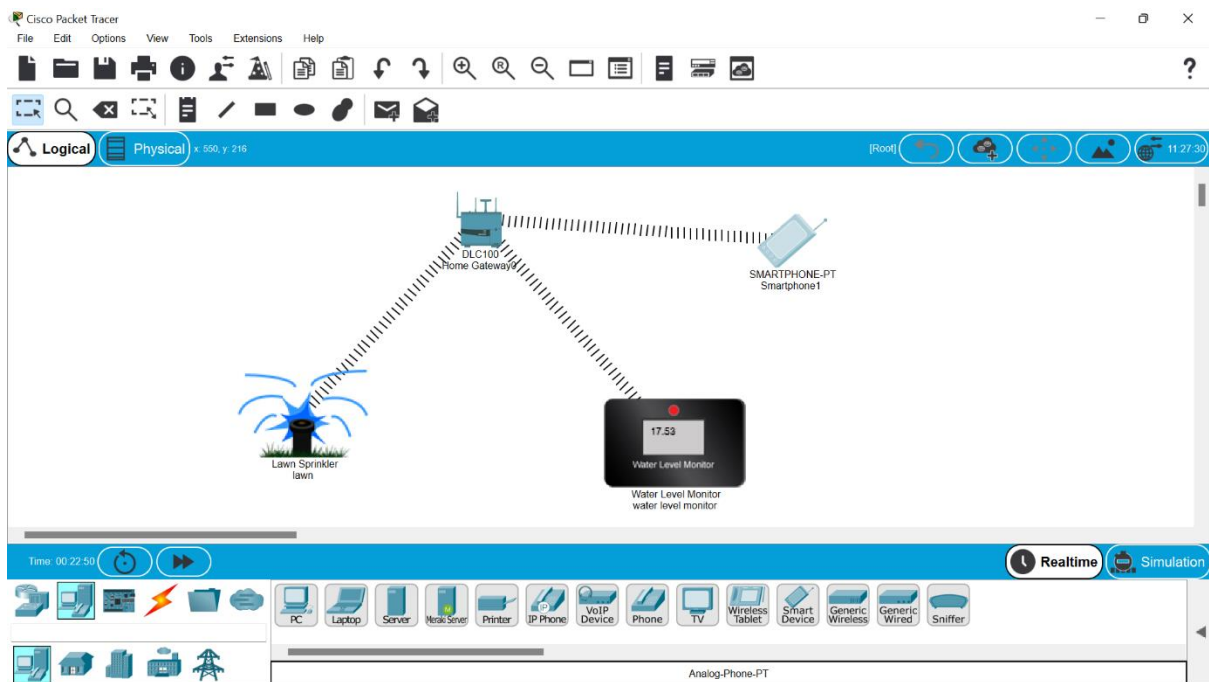 Cisco Packet Tracer
File Edit Options View Tools Extensions Help
?
Logical Physical x: 550, y: 216 [Root] 11:27:30
DLC100
Home Gateway0
SMARTPHONE-PT
Smartphone1
17.53
Water Level Monitor
Lawn Sprinkler
lawn
Water Level Monitor
water level monitor
Time: 00:22:50 Realtime Simulation
PC Laptop Server Meraki Server Printer IP Phone VoIP Device Phone TV Wireless Tablet Smart Device Generic Wireless Generic Wired Sniffer
Analog-Phone-PT